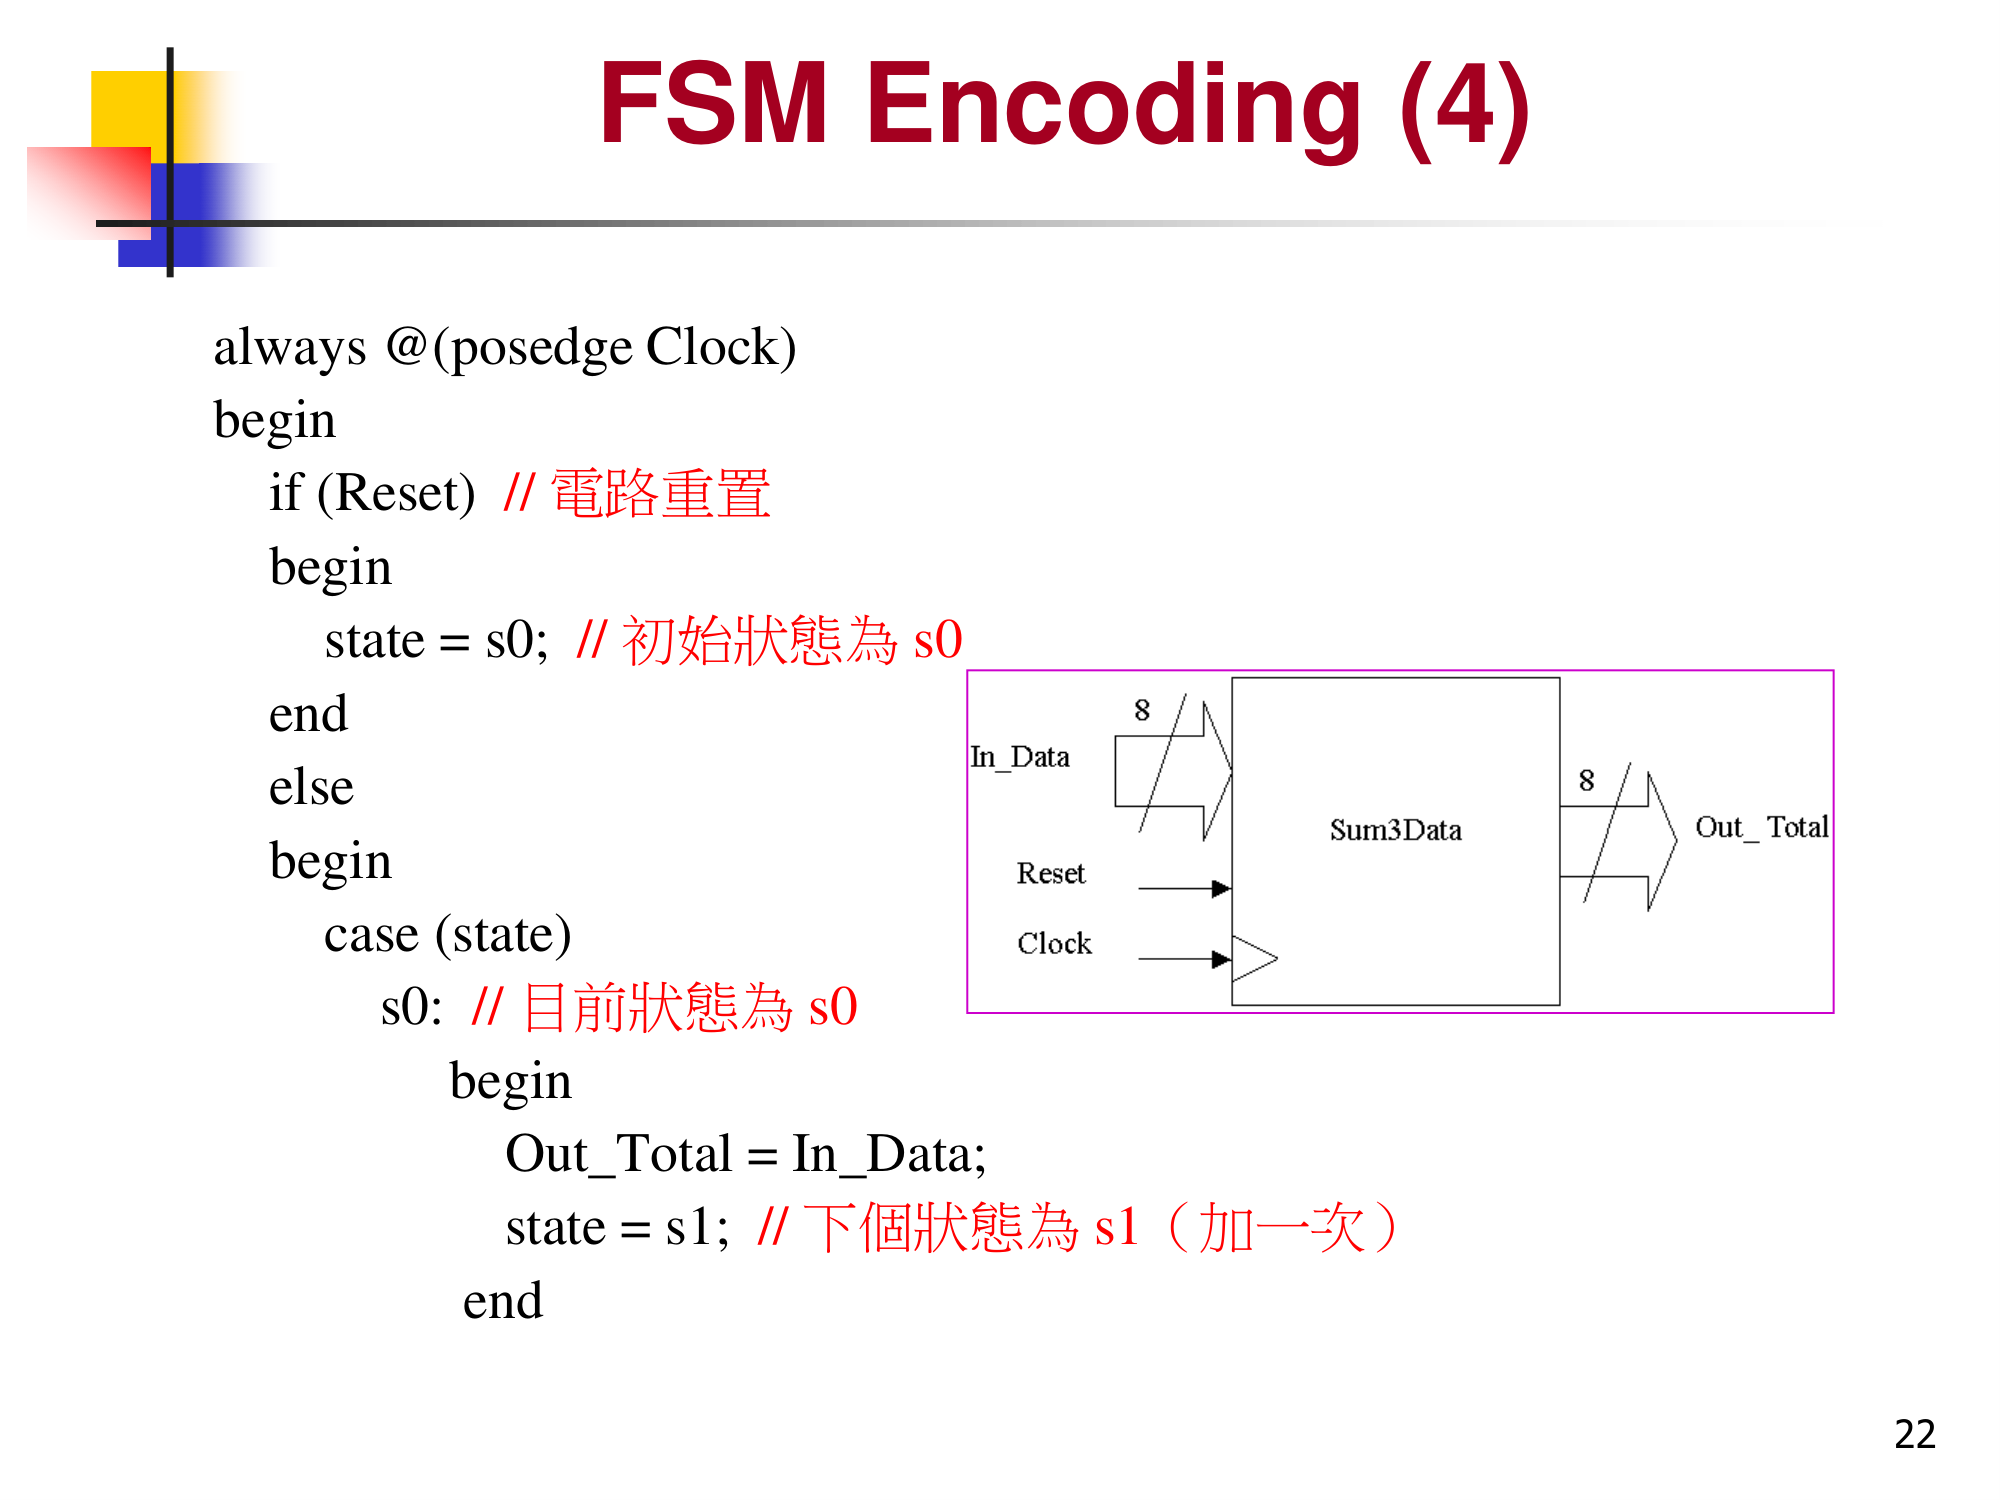 FSM Encoding (4)
always @(posedge Clock)
begin
if (Reset) // 電路重置
begin
state = s0; // 初始狀態為 s0
end
else
begin
case (state)
s0: // 目前狀態為 s0
begin
Out_Total = In_Data;
state = s1; // 下個狀態為 s1（加一次）
end
8
In_Data
Reset
Clock
Sum3Data
8
Out_ Total
22